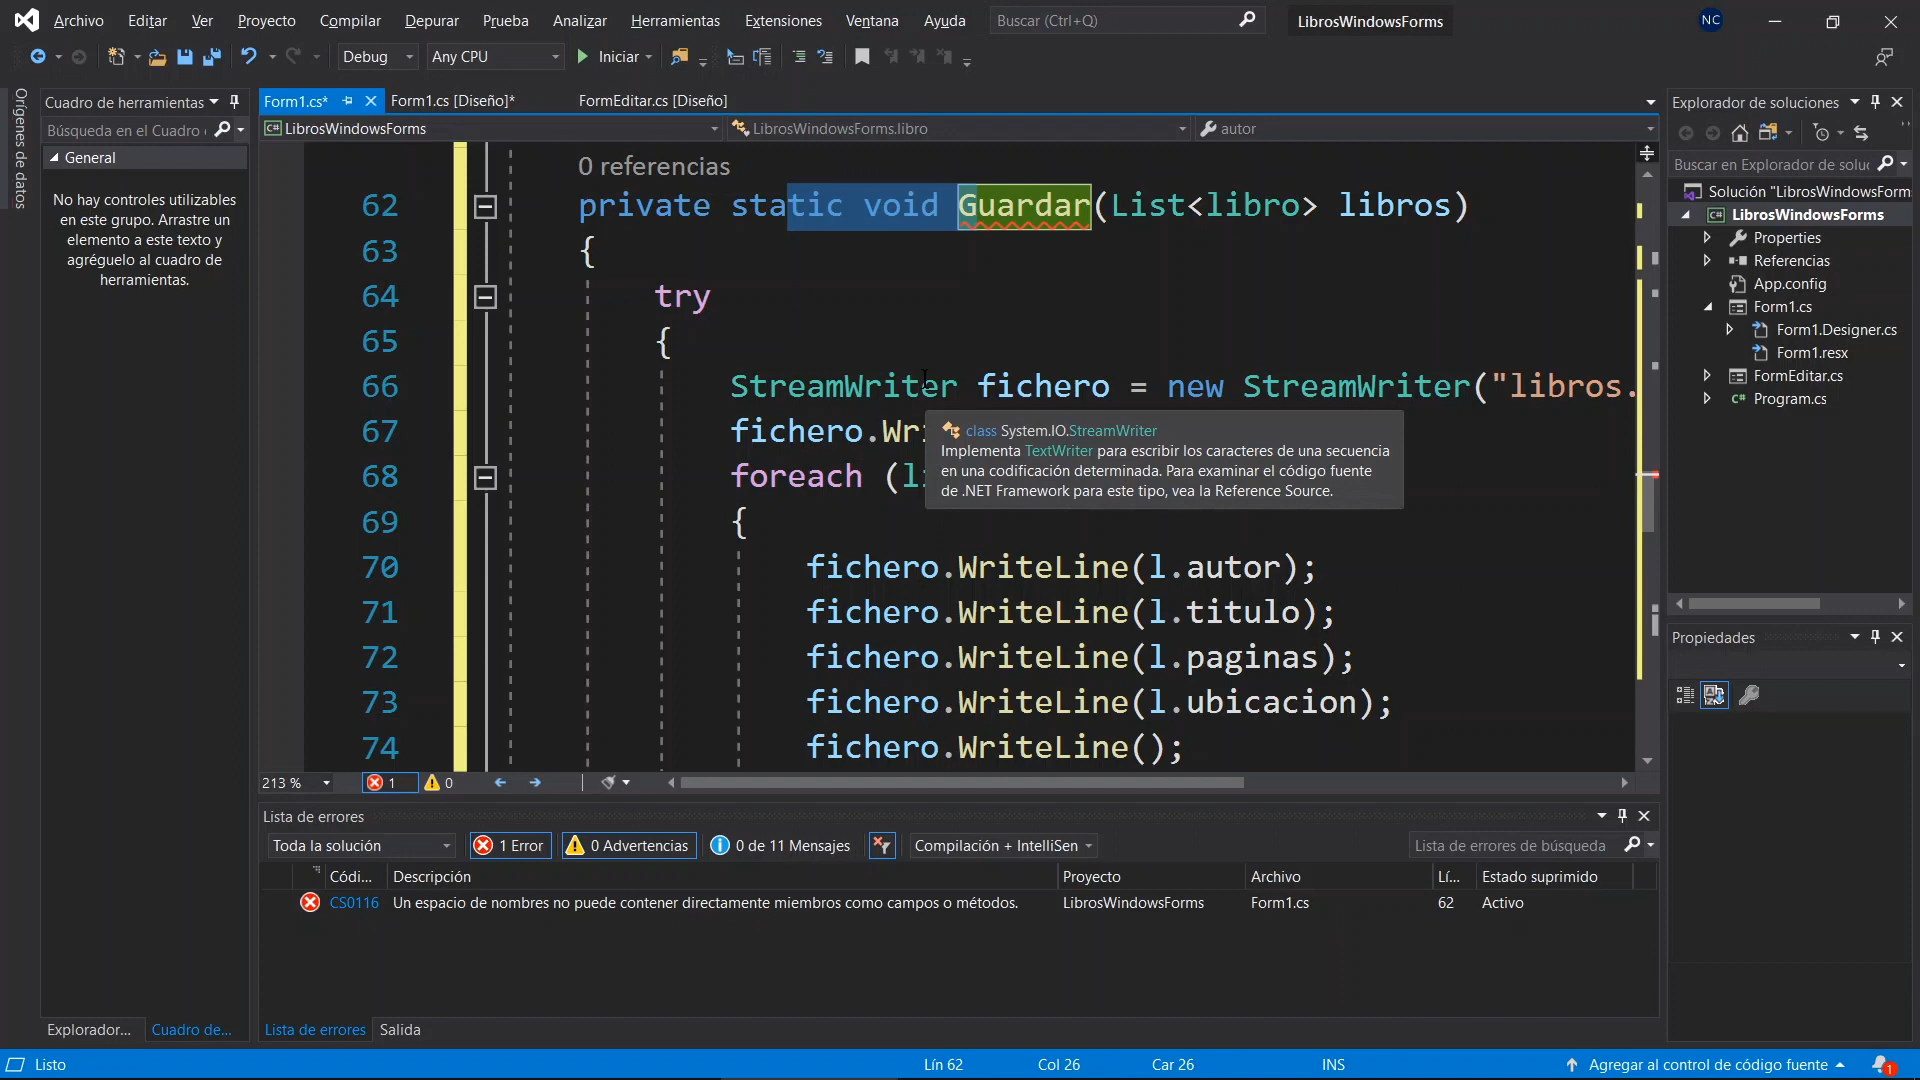 Archivo Editar Ver Proyecto Compilar Depurar Prueba Analizar Herramientas Extensiones Ventana Ayuda Buscar (Ctrl+Q) LibrosWindowsForms NC
Debug Any CPU Iniciar
Orígenes de datos
Cuadro de herramientas
Búsqueda en el Cuadro
General
No hay controles utilizables
en este grupo. Arrastre un
elemento a este texto y
agréguelo al cuadro de
herramientas.
Explorador... Cuadro de...
Form1.cs* Form1.cs [Diseño]* FormEditar.cs [Diseño]
LibrosWindowsForms LibrosWindowsForms.libro autor
0 referencias
62 private static void Guardar(List<libro> libros)
63 {
64 try
65 {
66 StreamWriter fichero = new StreamWriter("libros.
67 fichero.Wr
68 foreach (l
69 {
70 fichero.WriteLine(l.autor);
71 fichero.WriteLine(l.titulo);
72 fichero.WriteLine(l.paginas);
73 fichero.WriteLine(l.ubicacion);
74 fichero.WriteLine();
class System.IO.StreamWriter
Implementa TextWriter para escribir los caracteres de una secuencia
en una codificación determinada. Para examinar el código fuente
de .NET Framework para este tipo, vea la Reference Source.
213 % 1 0
Lista de errores
Toda la solución 1 Error 0 Advertencias 0 de 11 Mensajes Compilación + IntelliSen Lista de errores de búsqueda
Códi... Descripción Proyecto Archivo Lí... Estado suprimido
CS0116 Un espacio de nombres no puede contener directamente miembros como campos o métodos. LibrosWindowsForms Form1.cs 62 Activo
Lista de errores Salida
Explorador de soluciones
Buscar en Explorador de soluc
Solución "LibrosWindowsForms
LibrosWindowsForms
Properties
Referencias
App.config
Form1.cs
Form1.Designer.cs
Form1.resx
FormEditar.cs
Program.cs
Propiedades
Listo Lín 62 Col 26 Car 26 INS Agregar al control de código fuente 1